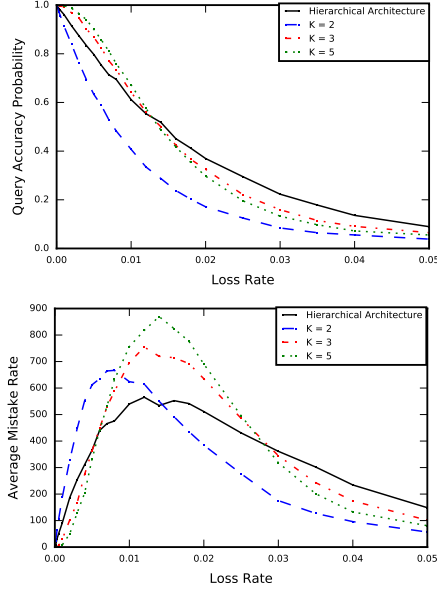 1.0
0.8
0.6
0.4
0.2
0.0
Query Accuracy Probability
Hierarchical Architecture
K = 2
K = 3
K = 5
0.00 0.01 0.02 0.03 0.04 0.05
Loss Rate
900
800
700
600
500
400
300
200
100
0
Average Mistake Rate
Hierarchical Architecture
K = 2
K = 3
K = 5
0.00 0.01 0.02 0.03 0.04 0.05
Loss Rate